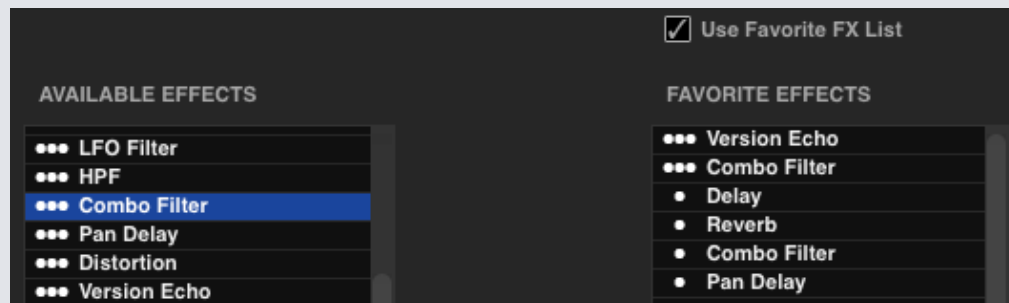 Use Favorite FX List
AVAILABLE EFFECTS
LFO Filter
HPF
Combo Filter
Pan Delay
Distortion
Version Echo
FAVORITE EFFECTS
Version Echo
Combo Filter
Delay
Reverb
Combo Filter
Pan Delay